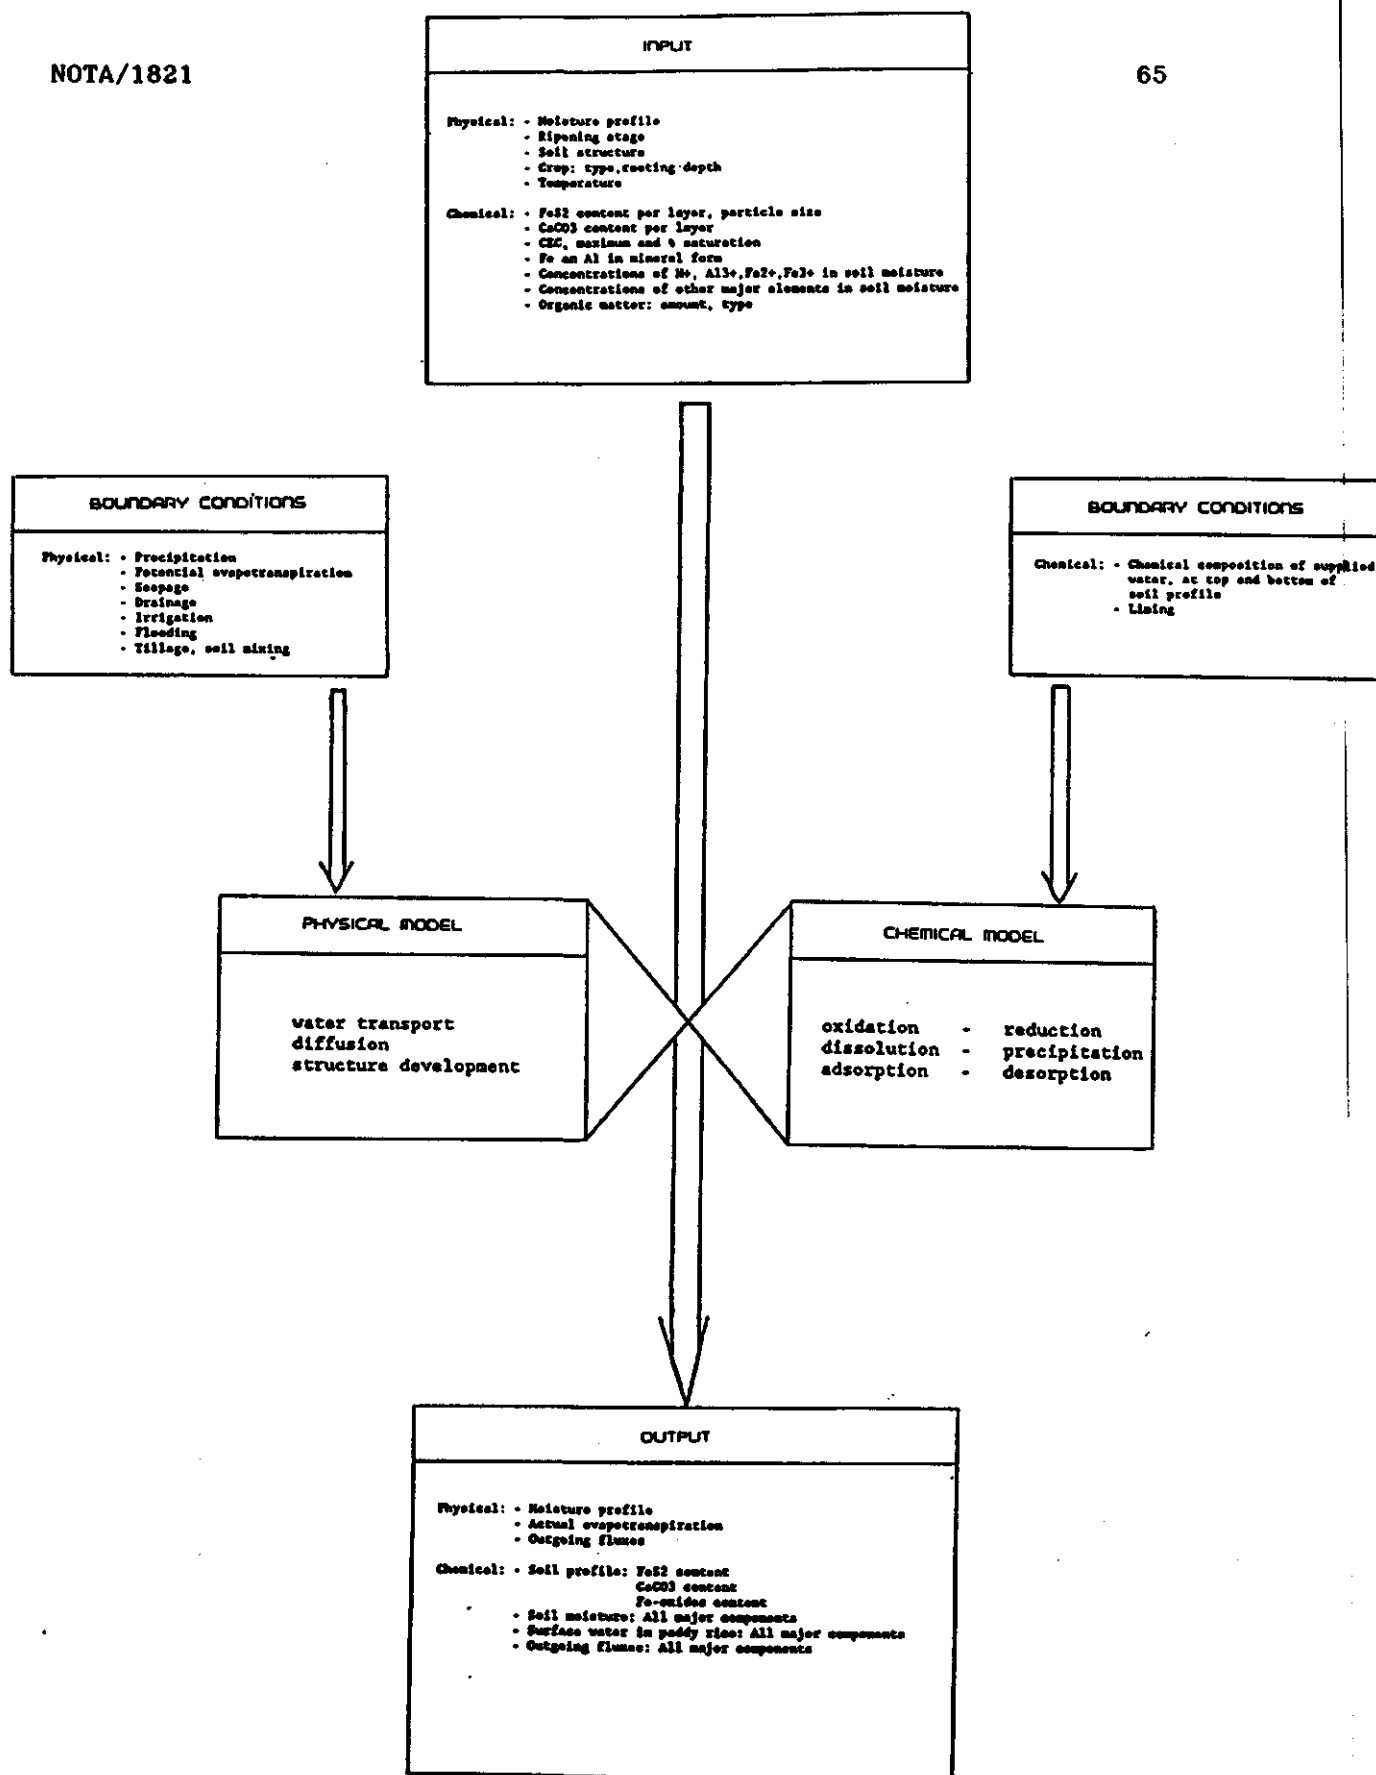 INPUT
NOTA/1821
65
Physical: - Moisture profile
- Ripening stage
- Soil structure
- Crop: type,rooting depth
- Temperature
Chemical: - FeS2 content per layer, particle size
- CaCO3 content per layer
- CEC, maximum and % saturation
- Fe an Al in mineral form
- Concentrations of H+, Al3+,Fe2+,Fe3+ in soil moisture
- Concentrations of other major elements in soil moisture
- Organic matter: amount, type
BOUNDARY CONDITIONS
Physical: - Precipitation
- Potential evapotranspiration
- Seepage
- Drainage
- Irrigation
- Flooding
- Tillage, soil mixing
BOUNDARY CONDITIONS
Chemical: - Chemical composition of supplied
water, at top and bottom of
soil profile
- Liming
PHYSICAL MODEL
water transport
diffusion
structure development
CHEMICAL MODEL
oxidation - reduction
dissolution - precipitation
adsorption - desorption
OUTPUT
Physical: - Moisture profile
- Actual evapotranspiration
- Outgoing fluxes
Chemical: - Soil profile: FeS2 content
CaCO3 content
Fe-oxides content
- Soil moisture: All major components
- Surface water in paddy rice: All major components
- Outgoing fluxes: All major components